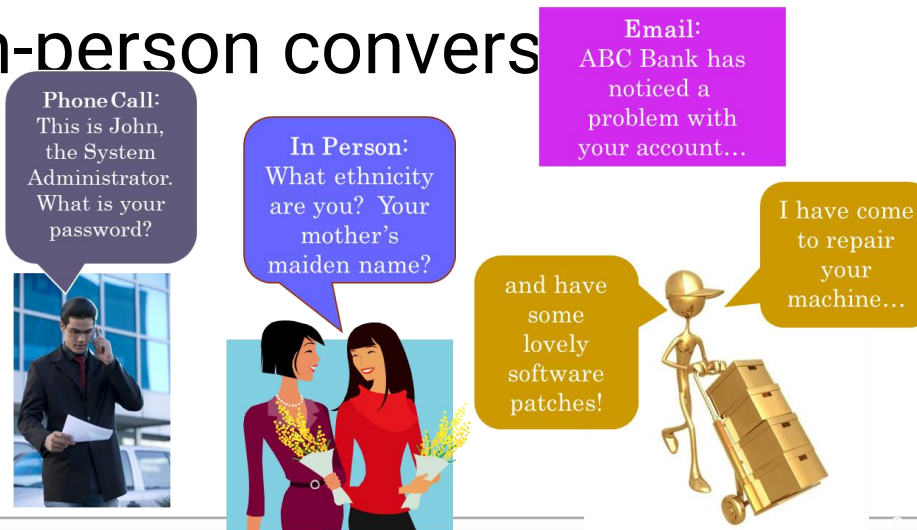 n-person convers
Email:
ABC Bank has
noticed a
problem with
your account…
Phone Call:
This is John,
the System
Administrator.
What is your
password?
In Person:
What ethnicity
are you? Your
mother's
maiden name?
I have come
to repair
your
machine…
and have
some
lovely
software
patches!